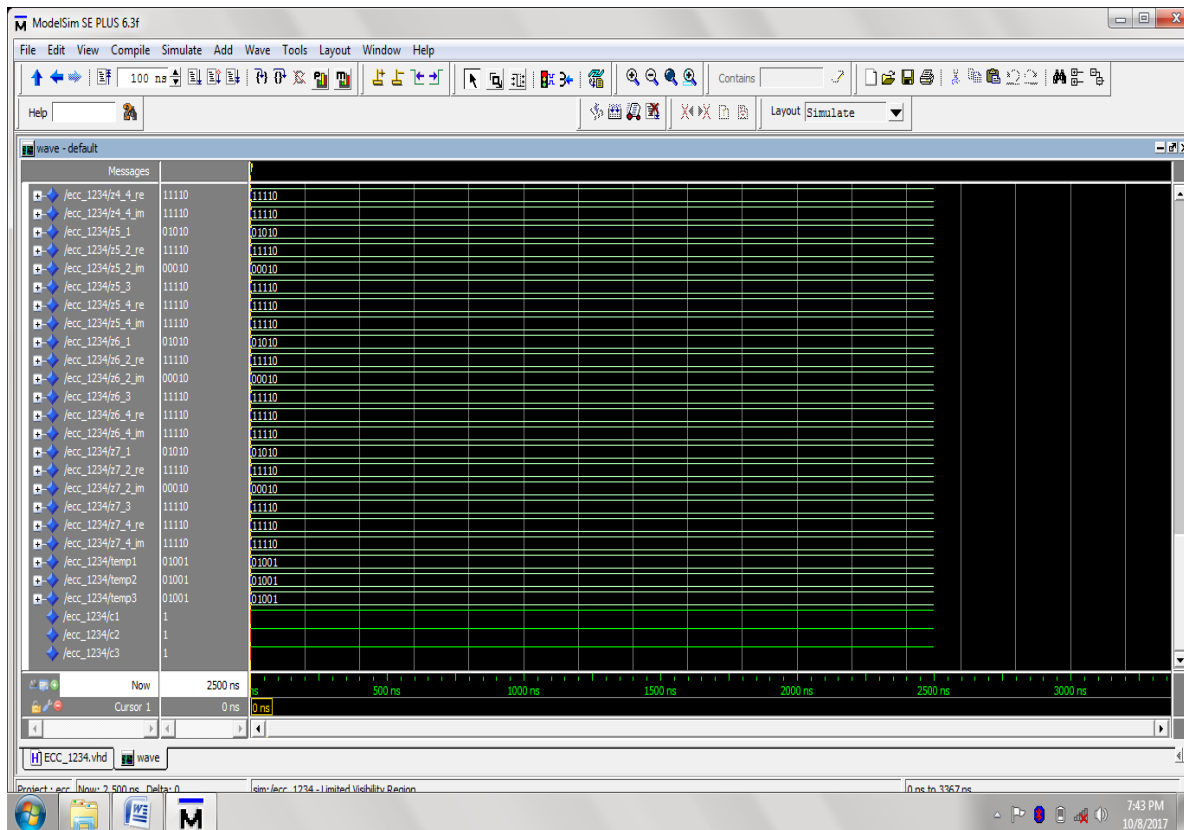 ModelSim SE PLUS 6.3f
File Edit View Compile Simulate Add Wave Tools Layout Window Help
100 ns
Contains
Help
Layout Simulate
wave - default
Messages
/ecc_1234/z4_4_re 11110 11110
/ecc_1234/z4_4_im 11110 11110
/ecc_1234/z5_1 01010 01010
/ecc_1234/z5_2_re 11110 11110
/ecc_1234/z5_2_im 00010 00010
/ecc_1234/z5_3 11110 11110
/ecc_1234/z5_4_re 11110 11110
/ecc_1234/z5_4_im 11110 11110
/ecc_1234/z6_1 01010 01010
/ecc_1234/z6_2_re 11110 11110
/ecc_1234/z6_2_im 00010 00010
/ecc_1234/z6_3 11110 11110
/ecc_1234/z6_4_re 11110 11110
/ecc_1234/z6_4_im 11110 11110
/ecc_1234/z7_1 01010 01010
/ecc_1234/z7_2_re 11110 11110
/ecc_1234/z7_2_im 00010 00010
/ecc_1234/z7_3 11110 11110
/ecc_1234/z7_4_re 11110 11110
/ecc_1234/z7_4_im 11110 11110
/ecc_1234/temp1 01001 01001
/ecc_1234/temp2 01001 01001
/ecc_1234/temp3 01001 01001
/ecc_1234/c1 1
/ecc_1234/c2 1
/ecc_1234/c3 1
Now 2500 ns ns 500 ns 1000 ns 1500 ns 2000 ns 2500 ns 3000 ns
Cursor 1 0 ns 0 ns
ECC_1234.vhd wave
Project : ecc Now: 2,500 ns Delta: 0 sim:/ecc_1234 - Limited Visibility Region 0 ns to 3367 ns
7:43 PM
10/8/2017